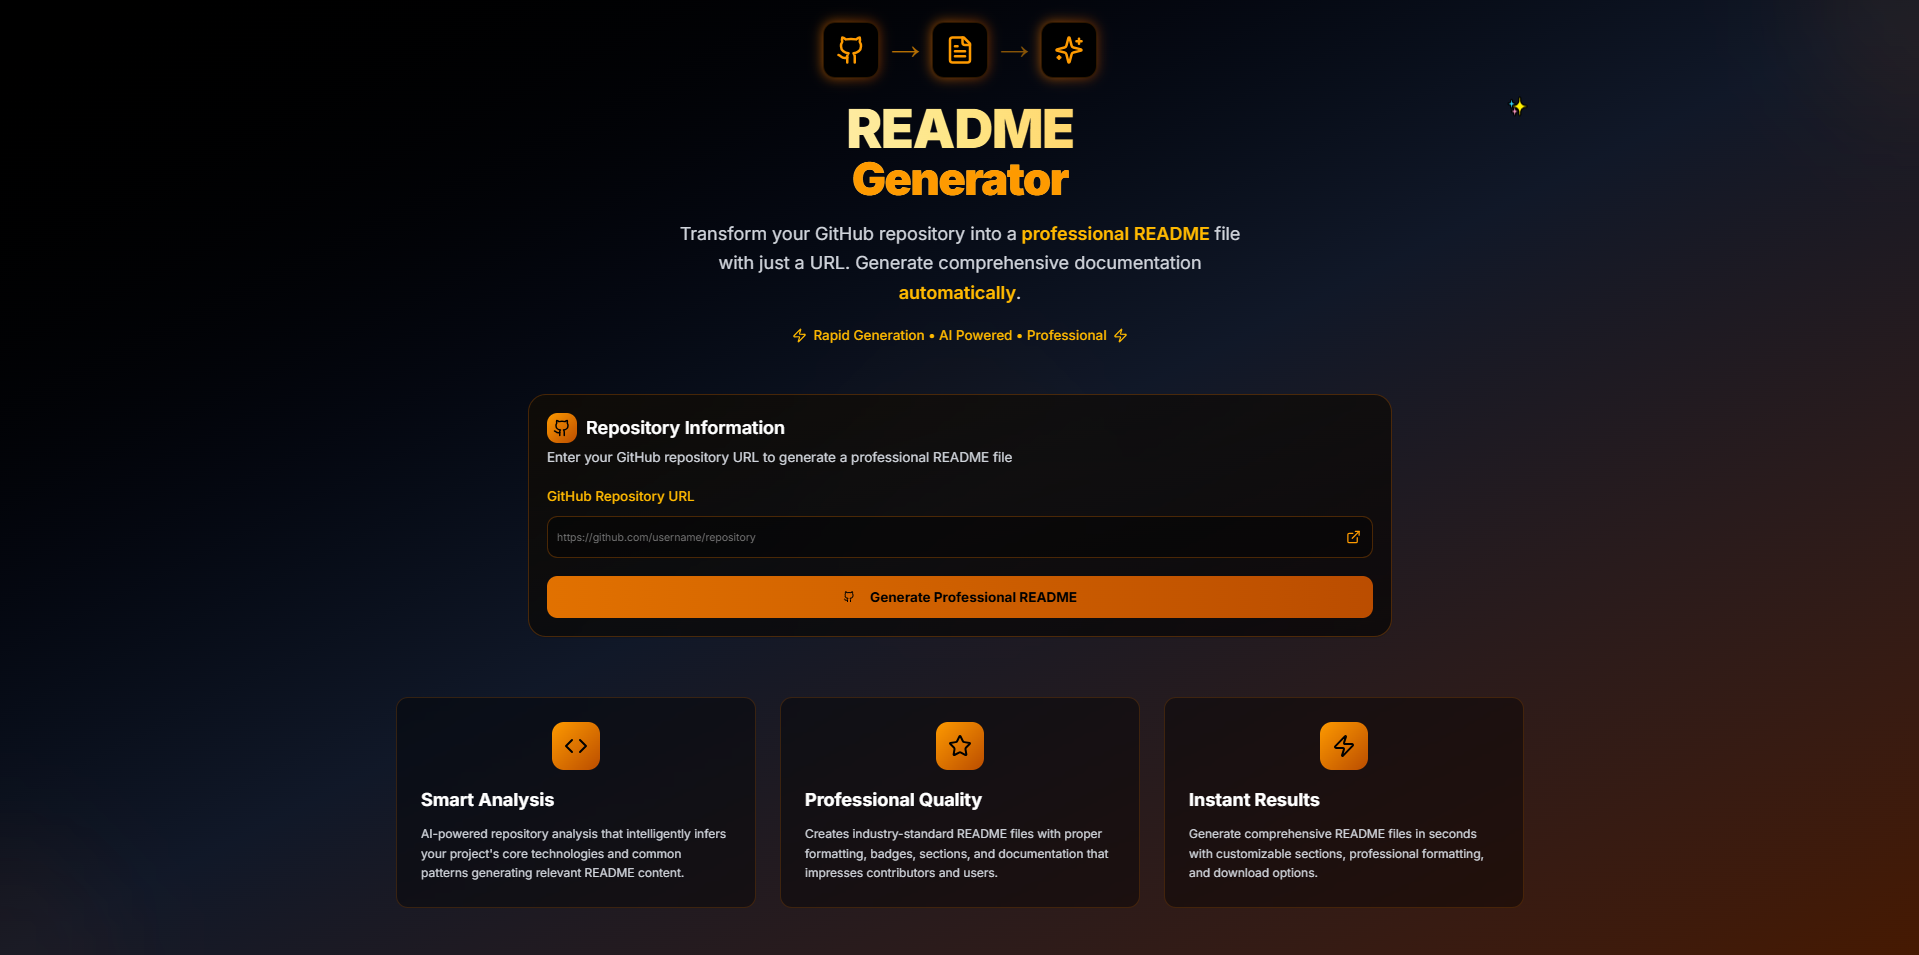 README
Generator
Transform your GitHub repository into a professional README file
with just a URL. Generate comprehensive documentation
automatically.
Rapid Generation • AI Powered • Professional
Repository Information
Enter your GitHub repository URL to generate a professional README file
GitHub Repository URL
https://github.com/username/repository
Generate Professional README
Smart Analysis
AI-powered repository analysis that intelligently infers
your project's core technologies and common
patterns generating relevant README content.
Professional Quality
Creates industry-standard README files with proper
formatting, badges, sections, and documentation that
impresses contributors and users.
Instant Results
Generate comprehensive README files in seconds
with customizable sections, professional formatting,
and download options.